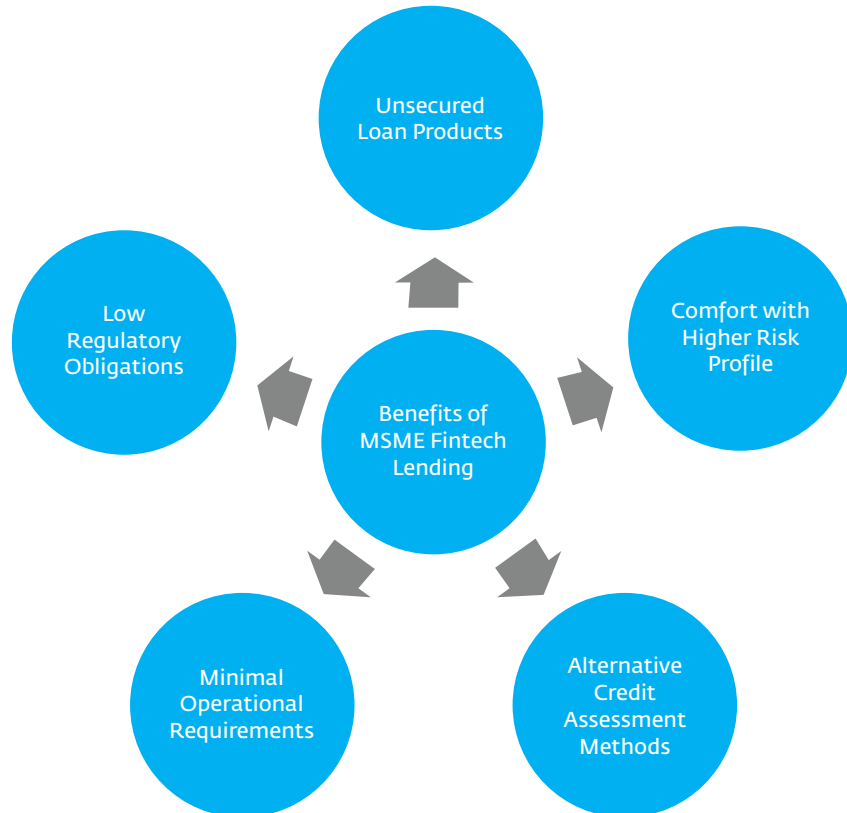 Unsecured
Loan Products
Low
Regulatory
Obligations
Comfort with
Higher Risk
Profile
Benefits of
MSME Fintech
Lending
Minimal
Operational
Requirements
Alternative
Credit
Assessment
Methods